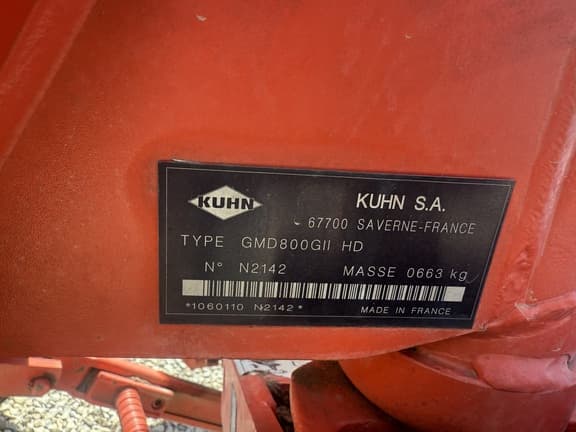 KUHN
KUHN S.A.
67700 SAVERNE-FRANCE
TYPE GMD800GII HD
N° N2142 MASSE 0663 kg
*1060110 N2142*
MADE IN FRANCE